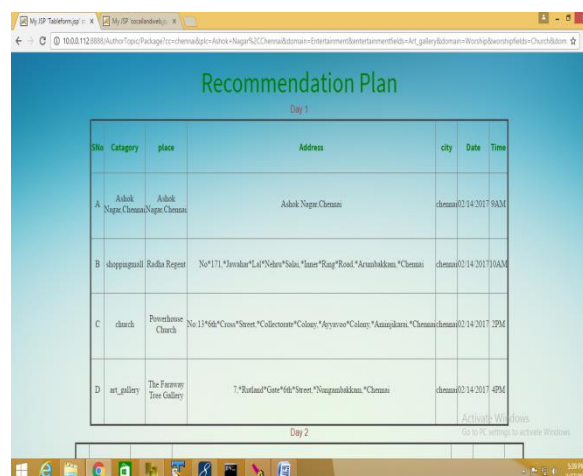 My JSP 'Tableform.jsp' s
My JSP
10.0.0.112:8888/AuthorTopic/Package?cc=chennai&plc=Ashok+Nagar%2CChennai&domain=Entertainment&entertainmentfields=Art_gallery&domain=Worship&worshipfields=Church&dom
Recommendation Plan
Day 1
SNo Catagory place Address city Date Time
A Ashok Nagar,Chennai Ashok Nagar,Chennai Ashok Nagar,Chennai chennai 02/14/2017 9AM
B shoppingmall Radha Regent No*171,*Jawahar*Lal*Nehru*Salai,*Inner*Ring*Road,*Arumbakkam,*Chennai chennai 02/14/2017 10AM
C church Powerhouse Church No:13*6th*Cross*Street,*Collectorate*Colony,*Ayyavoo*Colony,*Aminjikarai,*Chennai chennai 02/14/2017 2PM
D art_gallery The Faraway Tree Gallery 7,*Rutland*Gate*6th*Street,*Nungambakkam,*Chennai chennai 02/14/2017 4PM
Day 2
Activate Windows
Go to PC settings to activate Windows.